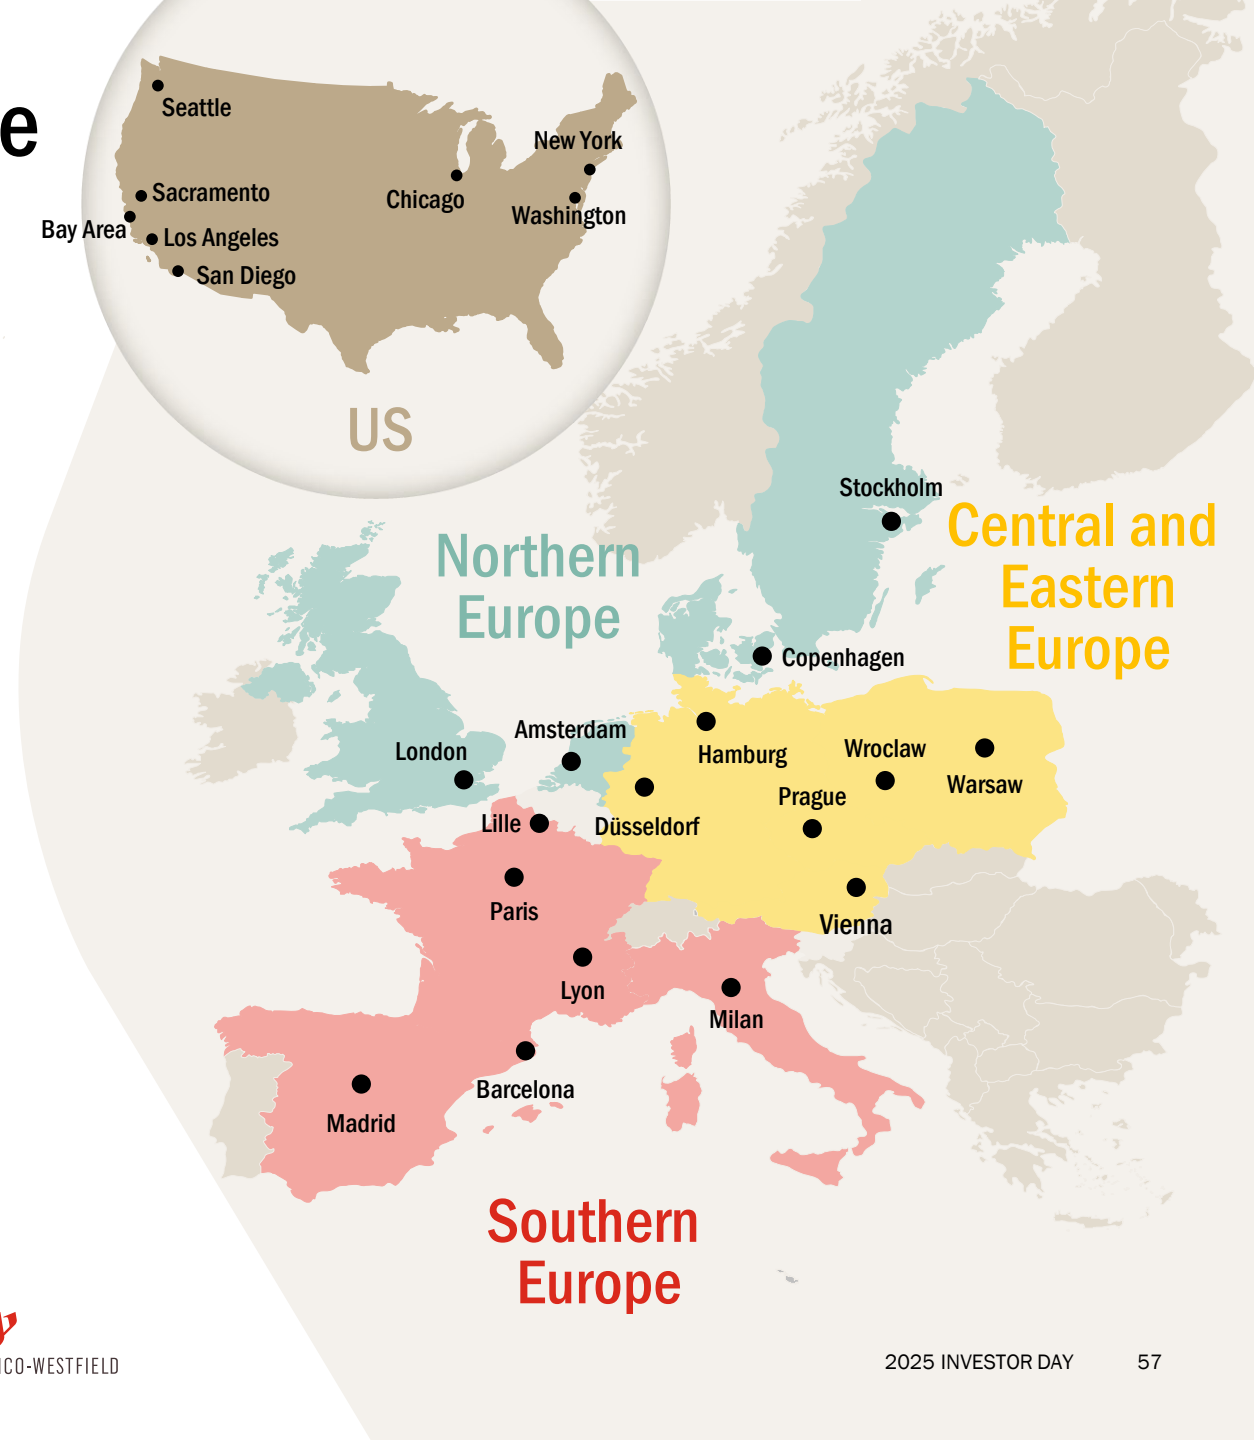 e
Seattle
New York
Sacramento
Chicago
Bay Area
Washington
Los Angeles
San Diego
US
Stockholm
Central and
Eastern
Europe
Northern
Europe
Copenhagen
Amsterdam
London
Hamburg
Wroclaw
Warsaw
Prague
Lille
Düsseldorf
Paris
Vienna
Lyon
Milan
Barcelona
Madrid
Southern
Europe
CO-WESTFIELD
2025 INVESTOR DAY 57